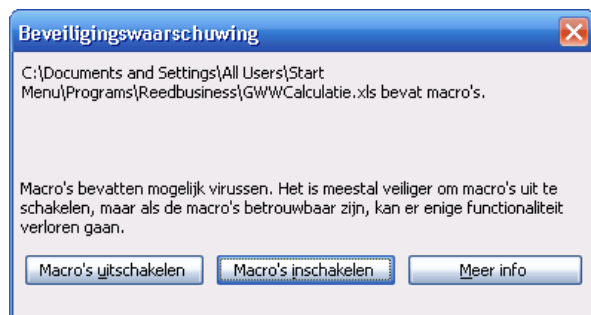 Beveiligingswaarschuwing
C:\Documents and Settings\All Users\Start
Menu\Programs\Reedbusiness\GWWCalculatie.xls bevat macro's.
Macro's bevatten mogelijk virussen. Het is meestal veiliger om macro's uit te
schakelen, maar als de macro's betrouwbaar zijn, kan er enige functionaliteit
verloren gaan.
Macro's uitschakelen
Macro's inschakelen
Meer info